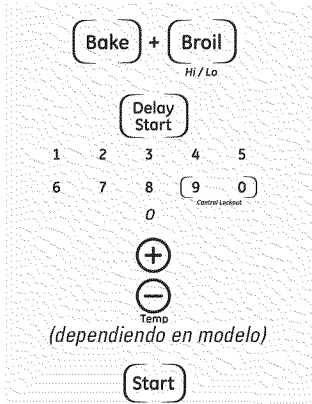 Bake + Broil
Hi / Lo
Delay
Start
1 2 3 4 5
6 7 8 9 0
Control Lockout
O
+
−
Temp
(dependiendo en modelo)
Start